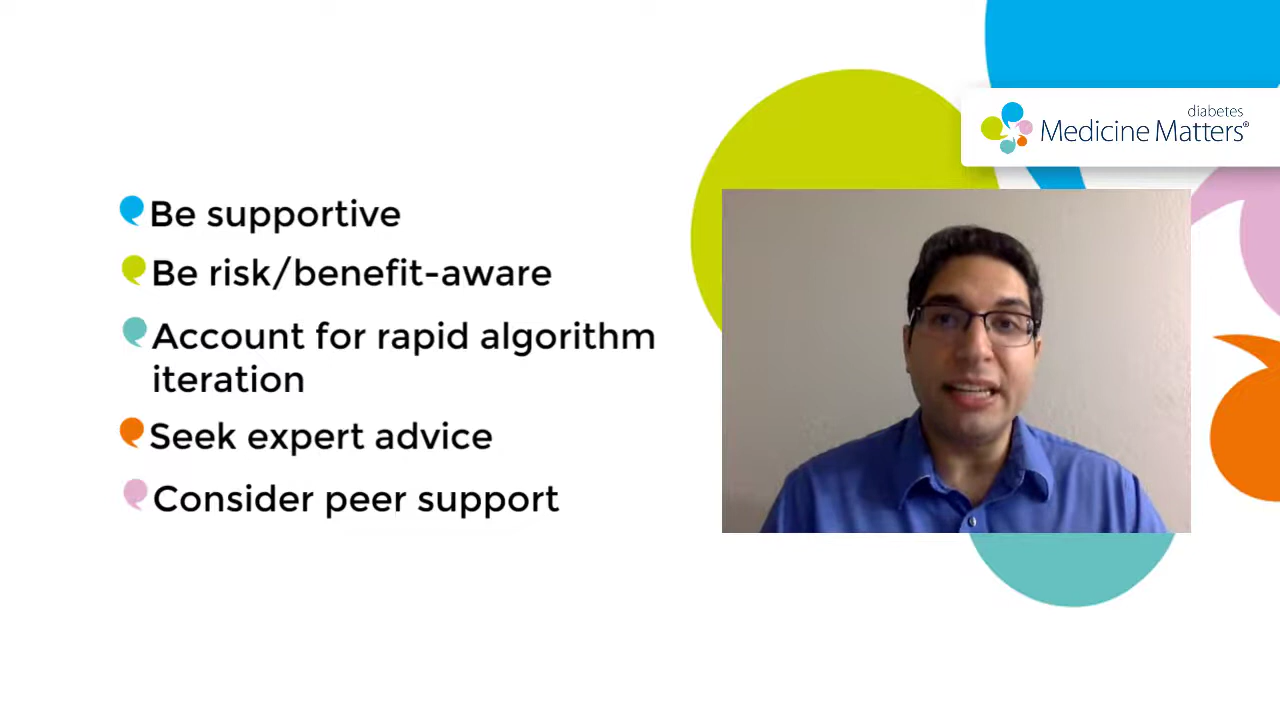 diabetes
Medicine Matters®
Be supportive
Be risk/benefit-aware
Account for rapid algorithm
iteration
Seek expert advice
Consider peer support